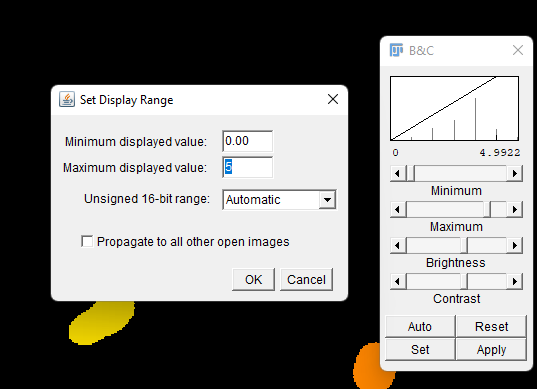 B&C
Set Display Range
Minimum displayed value: 0.00
Maximum displayed value: 5
Unsigned 16-bit range: Automatic
Propagate to all other open images
OK Cancel
0 4.9922
Minimum
Maximum
Brightness
Contrast
Auto Reset
Set Apply